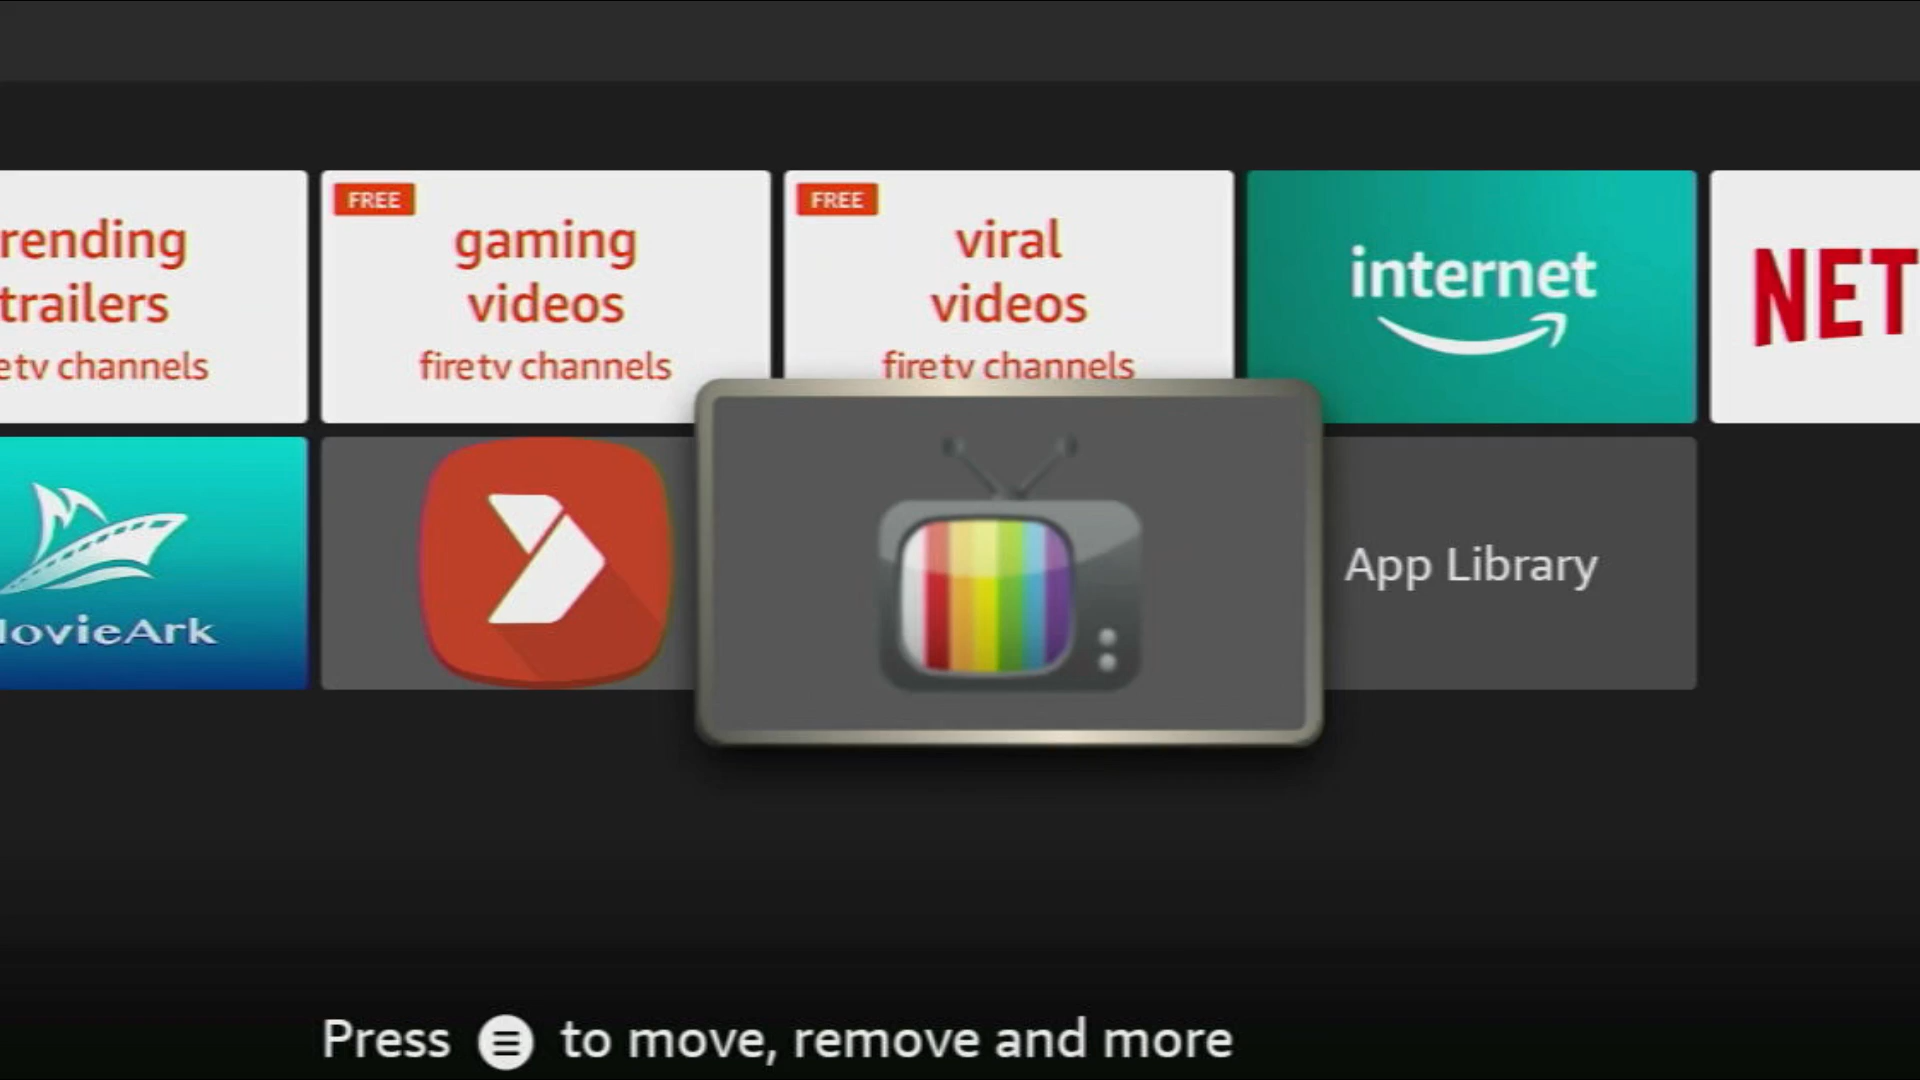 rending
trailers
etv channels
FREE
gaming
videos
firetv channels
FREE
viral
videos
firetv channels
internet
NET
ovieArk
App Library
Press to move, remove and more